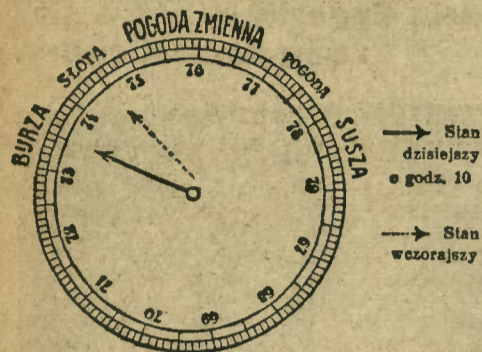 BURZA
SŁOTA
POGODA ZMIENNA
POGODA
SUSZA
73
74
75
76
77
78
79
67
68
69
70
71
72
Stan
dzisiejszy
o godz. 10
Stan
wczorajszy